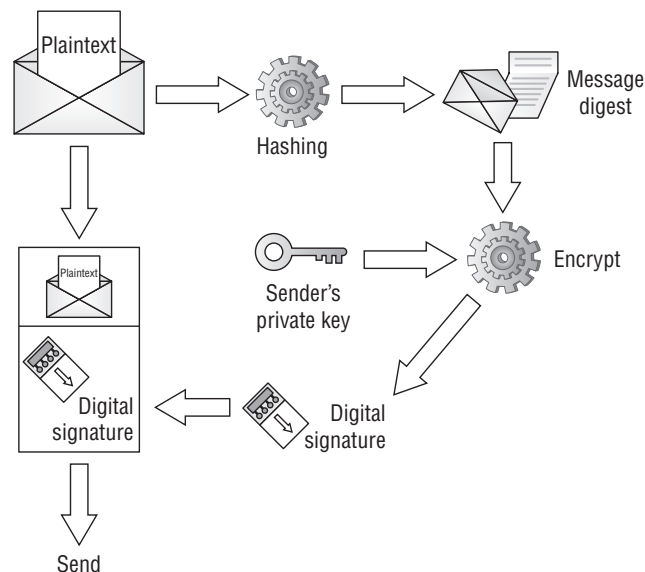 Plaintext
Hashing
Message
digest
Plaintext
Sender's
private key
Encrypt
Digital
signature
Digital
signature
Send